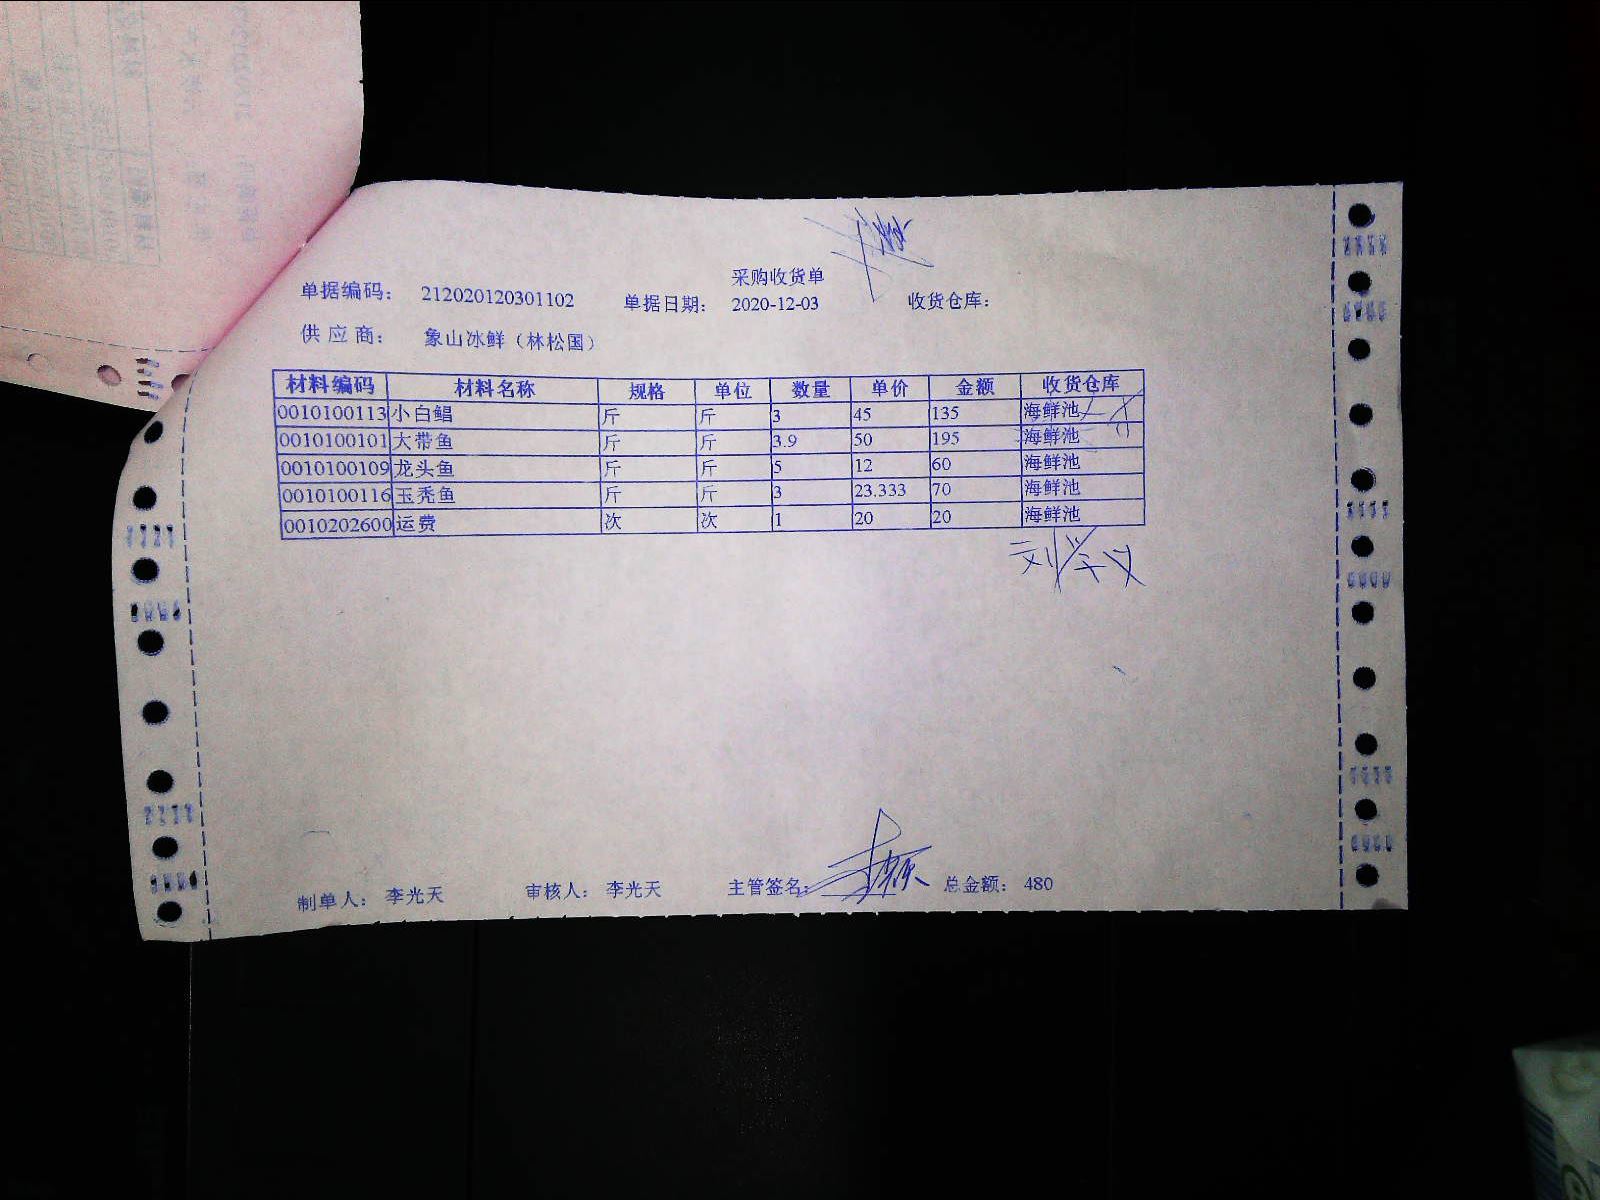 采购收货单
单据编码： 212020120301102 单据日期： 2020-12-03 收货仓库：
供 应 商： 象山冰鲜（林松国）
材料编码 材料名称 规格 单位 数量 单价 金额 收货仓库
0010100113 小白鲳 斤 斤 3 45 135 海鲜池
0010100101 大带鱼 斤 斤 3.9 50 195 海鲜池
0010100109 龙头鱼 斤 斤 5 12 60 海鲜池
0010100116 玉秃鱼 斤 斤 3 23.333 70 海鲜池
0010202600 运费 次 次 1 20 20 海鲜池
制单人： 李光天 审核人： 李光天 主管签名： 总金额： 480